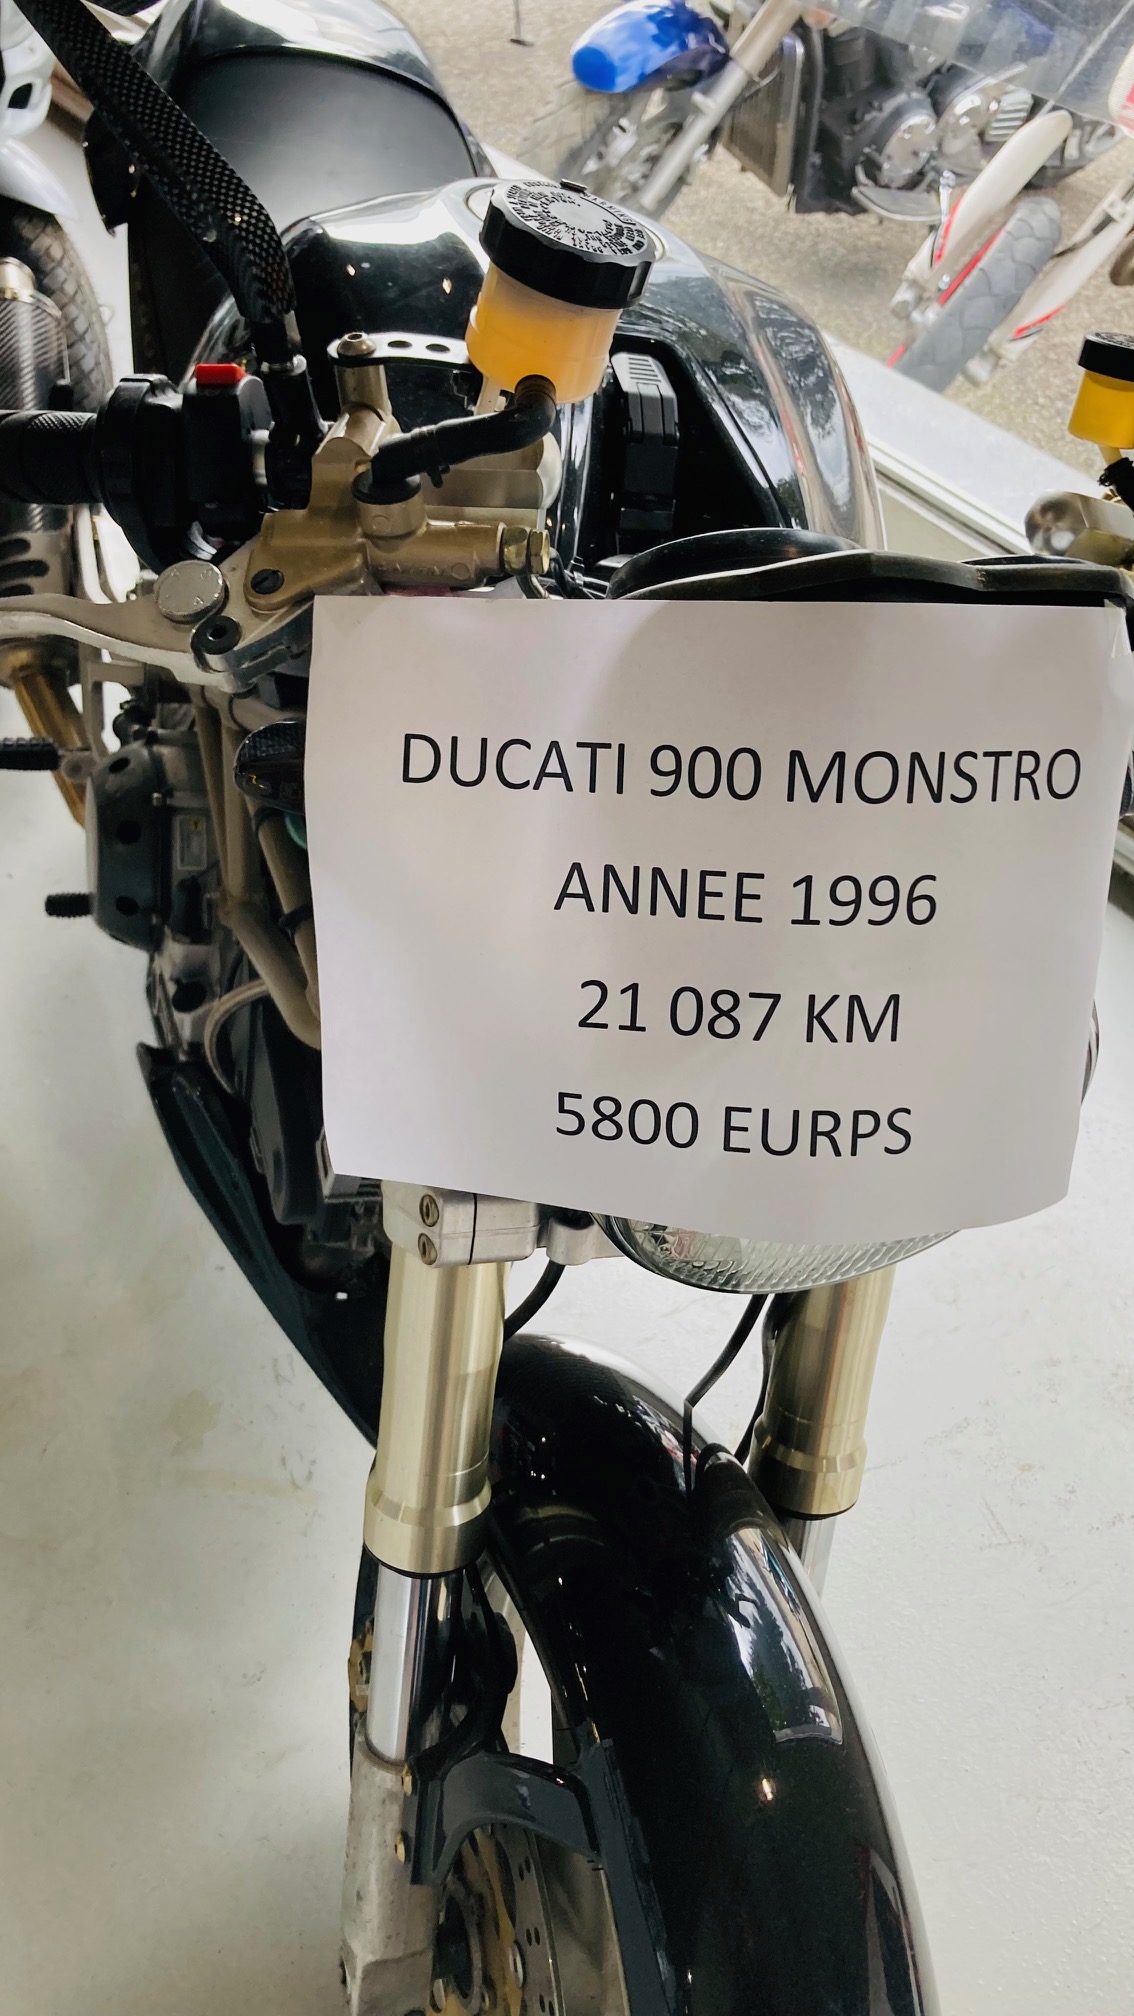 DUCATI 900 MONSTRO
ANNEE 1996
21 087 KM
5800 EURPS